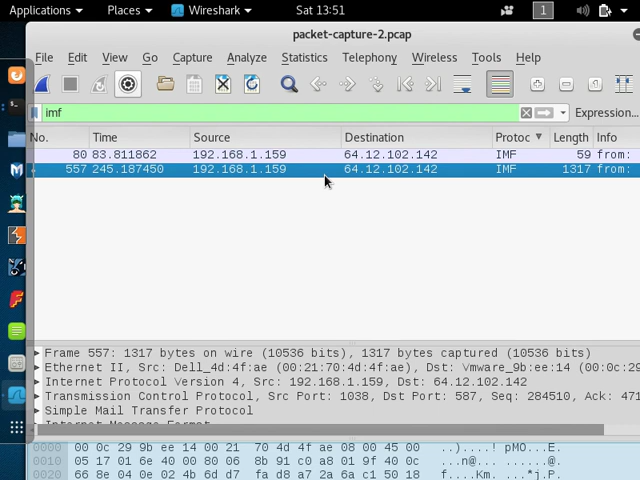 Applications Places Wireshark Sat 13:51 1
packet-capture-2.pcap
File Edit View Go Capture Analyze Statistics Telephony Wireless Tools Help
imf Expression...
No. Time Source Destination Protoc Length Info
80 83.811862 192.168.1.159 64.12.102.142 IMF 59 from:
557 245.187450 192.168.1.159 64.12.102.142 IMF 1317 from:
Frame 557: 1317 bytes on wire (10536 bits), 1317 bytes captured (10536 bits)
Ethernet II, Src: Dell_4d:4f:ae (00:21:70:4d:4f:ae), Dst: Vmware_9b:ee:14 (00:0c:29
Internet Protocol Version 4, Src: 192.168.1.159, Dst: 64.12.102.142
Transmission Control Protocol, Src Port: 1038, Dst Port: 587, Seq: 284510, Ack: 471
Simple Mail Transfer Protocol
Internet Message Format
0000 00 0c 29 9b ee 14 00 21 70 4d 4f ae 08 00 45 00 ..)....! pMO...E.
0010 05 17 01 6e 40 00 80 06 8b 91 c0 a8 01 9f 40 0c ...n@... ......@.
0020 66 8e 04 0e 02 4b 6d d7 fa d8 a7 2a 6a c1 50 18 f....Km. ...*j.P.